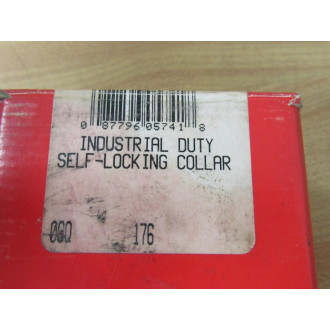 0 87796 05741 8
INDUSTRIAL DUTY
SELF-LOCKING COLLAR
176